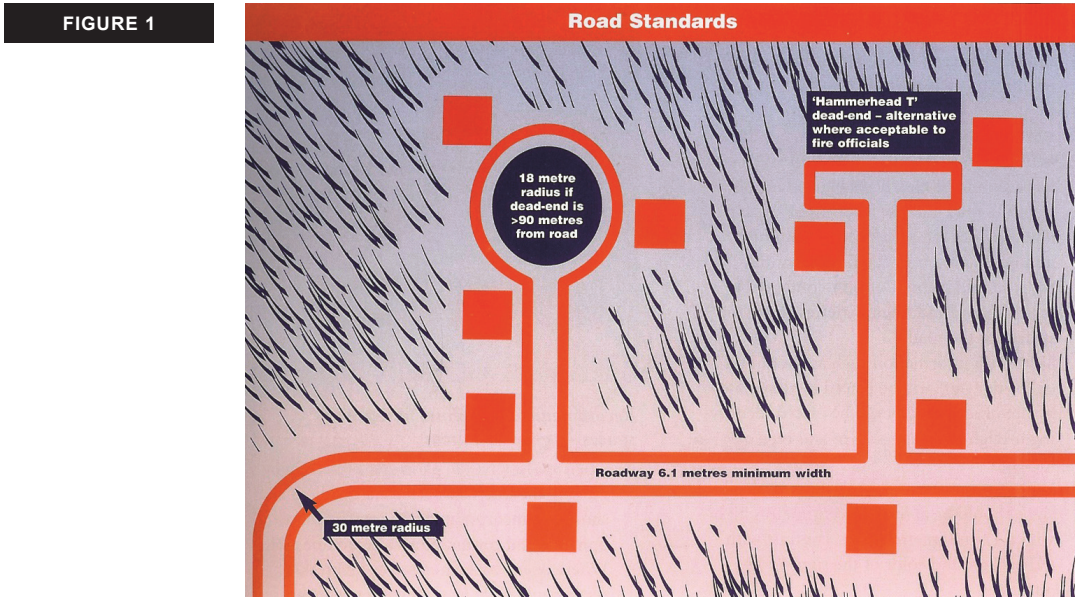 FIGURE 1
Road Standards
'Hammerhead T'
dead-end – alternative
where acceptable to
fire officials
18 metre
radius if
dead-end is
>90 metres
from road
Roadway 6.1 metres minimum width
30 metre radius